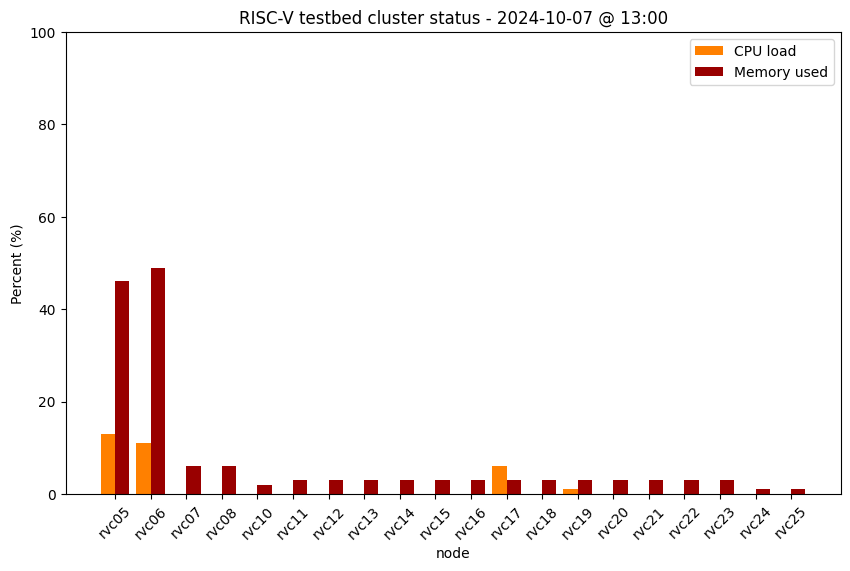 RISC-V testbed cluster status - 2024-10-07 @ 13:00
CPU load
Memory used
Percent (%)
100
80
60
40
20
0
rvc05
rvc06
rvc07
rvc08
rvc10
rvc11
rvc12
rvc13
rvc14
rvc15
rvc16
rvc17
rvc18
rvc19
rvc20
rvc21
rvc22
rvc23
rvc24
rvc25
node